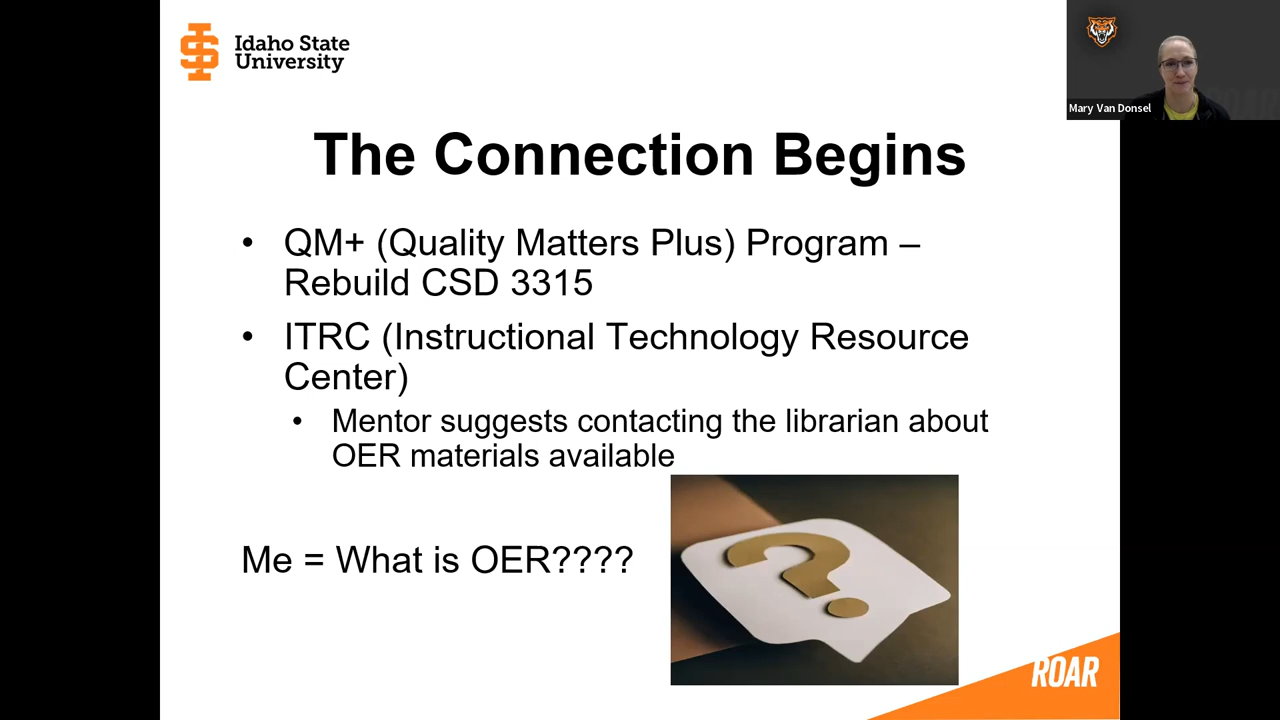 Idaho State
University
Mary Van Donsel
The Connection Begins
• QM+ (Quality Matters Plus) Program –
Rebuild CSD 3315
• ITRC (Instructional Technology Resource
Center)
• Mentor suggests contacting the librarian about
OER materials available
Me = What is OER????
?
ROAR